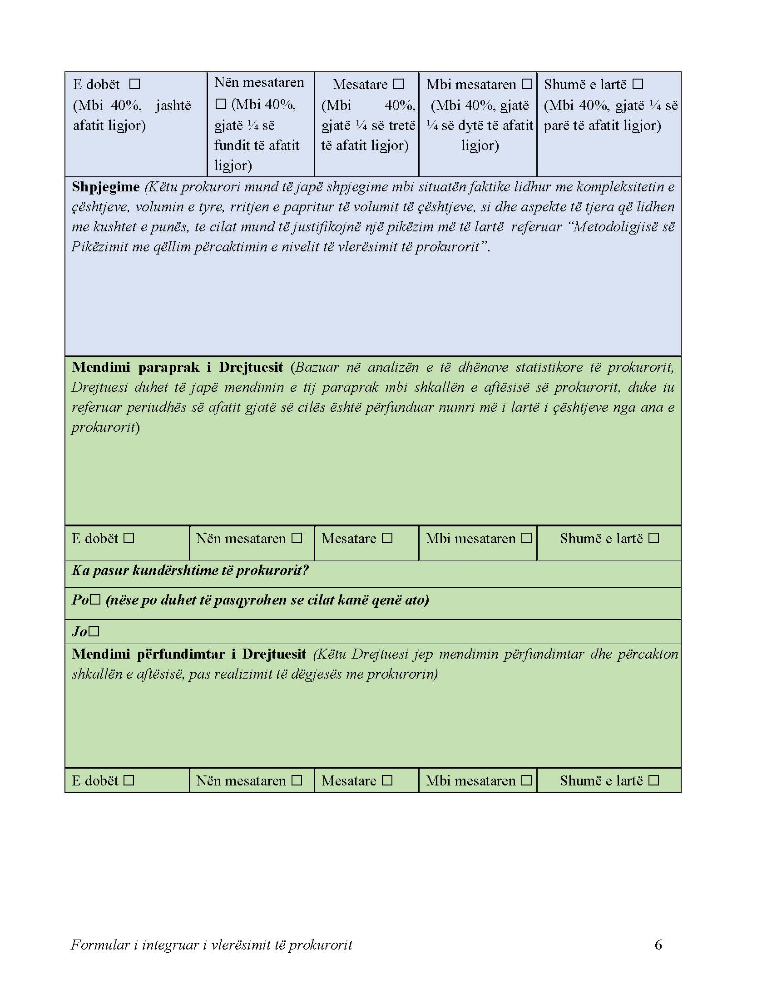 E dobët ☐
(Mbi 40%, jashtë
afatit ligjor)
Nën mesataren
☐ (Mbi 40%,
gjatë ¼ së
fundit të afatit
ligjor)
Mesatare ☐
(Mbi 40%,
gjatë ¼ së tretë
të afatit ligjor)
Mbi mesataren ☐
(Mbi 40%, gjatë
¼ së dytë të afatit
ligjor)
Shumë e lartë ☐
(Mbi 40%, gjatë ¼ së
parë të afatit ligjor)
Shpjegime (Këtu prokurori mund të japë shpjegime mbi situatën faktike lidhur me kompleksitetin e
çështjeve, volumin e tyre, rritjen e papritur të volumit të çështjeve, si dhe aspekte të tjera që lidhen
me kushtet e punës, te cilat mund të justifikojnë një pikëzim më të lartë referuar “Metodoligjisë së
Pikëzimit me qëllim përcaktimin e nivelit të vlerësimit të prokurorit”.
Mendimi paraprak i Drejtuesit (Bazuar në analizën e të dhënave statistikore të prokurorit,
Drejtuesi duhet të japë mendimin e tij paraprak mbi shkallën e aftësisë së prokurorit, duke iu
referuar periudhës së afatit gjatë së cilës është përfunduar numri më i lartë i çështjeve nga ana e
prokurorit)
E dobët ☐ Nën mesataren ☐ Mesatare ☐ Mbi mesataren ☐ Shumë e lartë ☐
Ka pasur kundërshtime të prokurorit?
Po☐ (nëse po duhet të pasqyrohen se cilat kanë qenë ato)
Jo☐
Mendimi përfundimtar i Drejtuesit (Këtu Drejtuesi jep mendimin përfundimtar dhe përcakton
shkallën e aftësisë, pas realizimit të dëgjesës me prokurorin)
E dobët ☐ Nën mesataren ☐ Mesatare ☐ Mbi mesataren ☐ Shumë e lartë ☐
Formular i integruar i vlerësimit të prokurorit 6